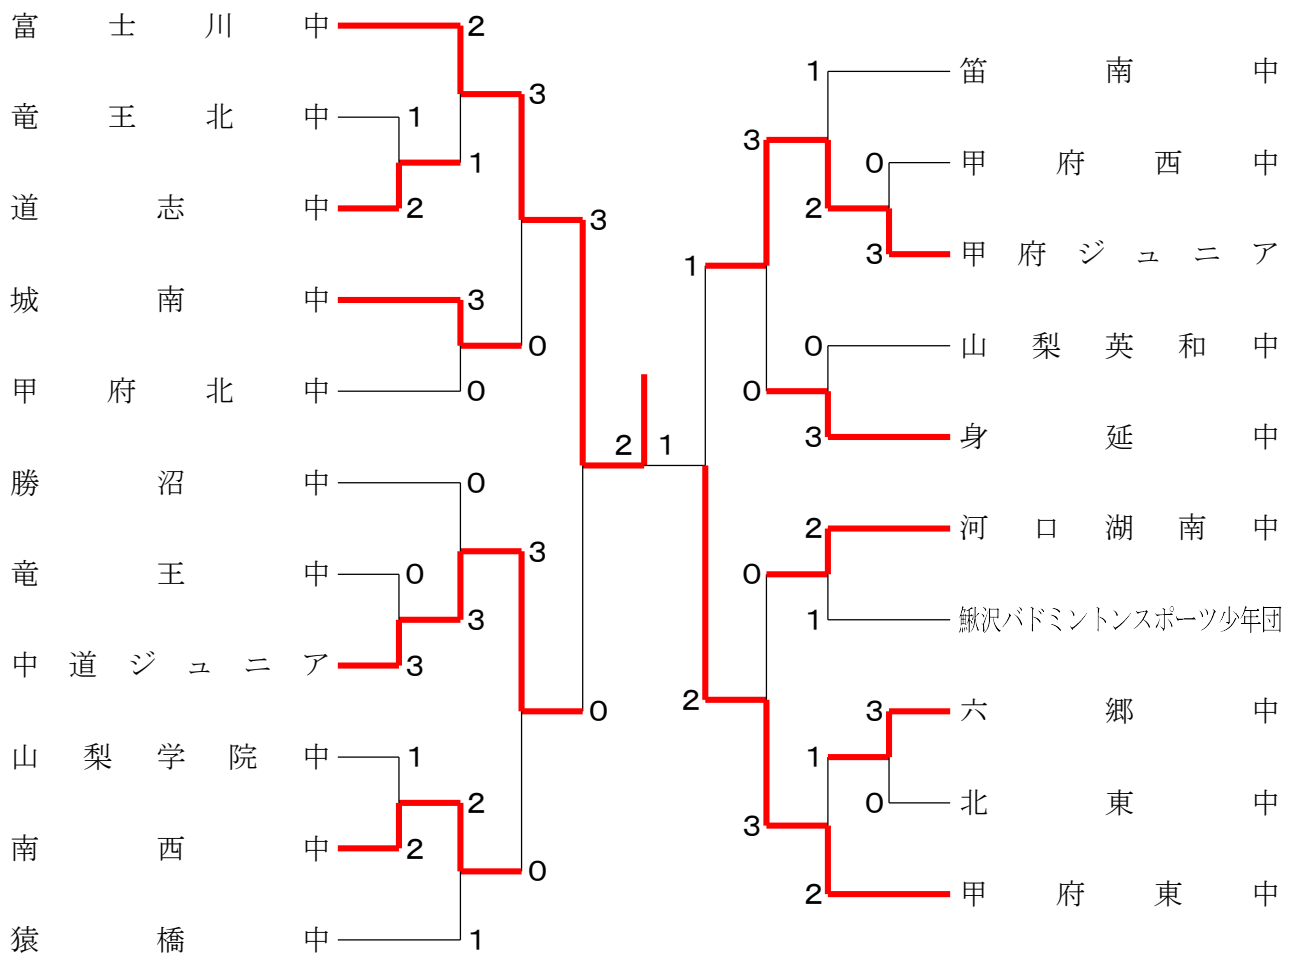 富士川中
2
竜王北中
1
道志中
2
1
3
城南中
3
甲府北中
0
0
3
勝沼中
0
竜王中
0
中道ジュニア
3
3
3
山梨学院中
1
南西中
2
2
猿橋中
1
0
0
2
1
笛南中
1
甲府西中
0
甲府ジュニア
3
2
3
山梨英和中
0
身延中
3
0
1
河口湖南中
2
鰍沢バドミントンスポーツ少年団
1
0
六郷中
3
北東中
0
1
甲府東中
2
3
2